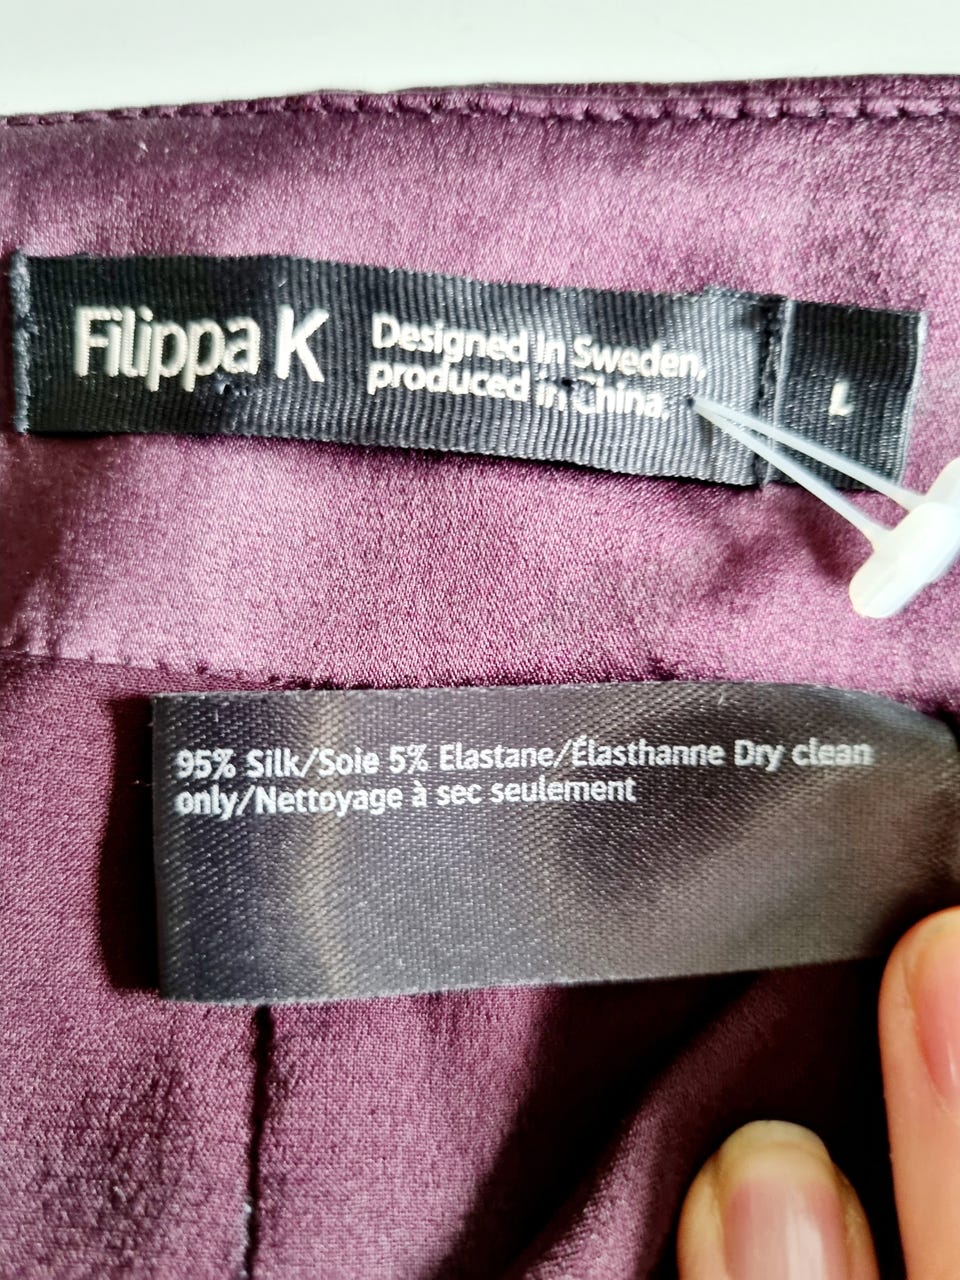 Filippa K
Designed in Sweden,
produced in China.
L
95% Silk/Soie 5% Elastane/Élasthanne Dry clean
only/Nettoyage à sec seulement